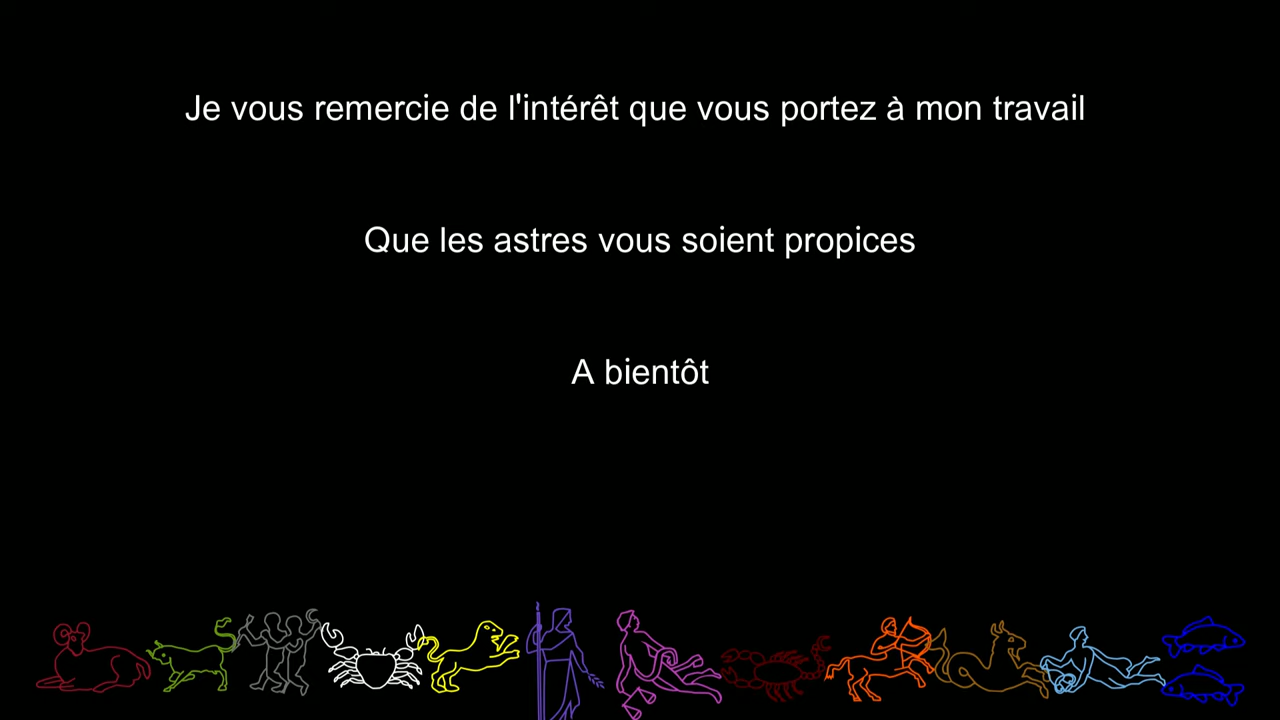 Je vous remercie de l'intérêt que vous portez à mon travail
Que les astres vous soient propices
A bientôt